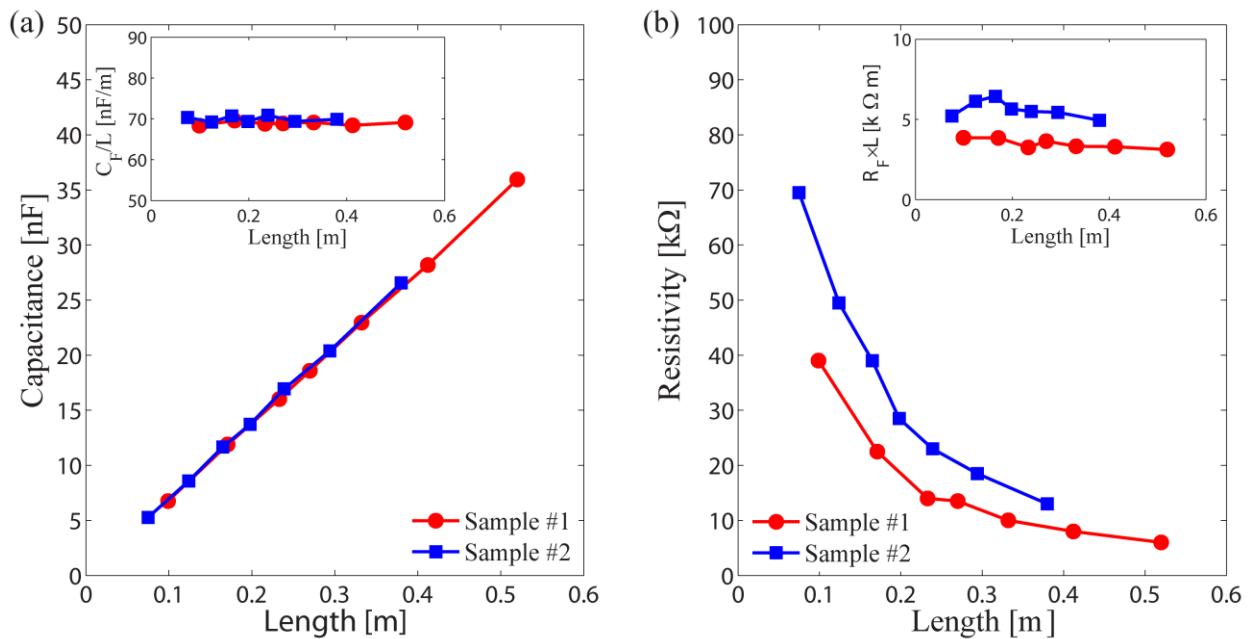 (a)
50
45
40
35
30
25
20
15
10
5
0
Capacitance [nF]
0 0.1 0.2 0.3 0.4 0.5 0.6
Length [m]
90
80
70
60
50
C_F/L [nF/m]
0 0.2 0.4 0.6
Length [m]
Sample #1
Sample #2
(b)
100
90
80
70
60
50
40
30
20
10
0
Resistivity [kΩ]
0 0.1 0.2 0.3 0.4 0.5 0.6
Length [m]
10
5
0
R_F×L [k Ω m]
0 0.2 0.4 0.6
Length [m]
Sample #1
Sample #2